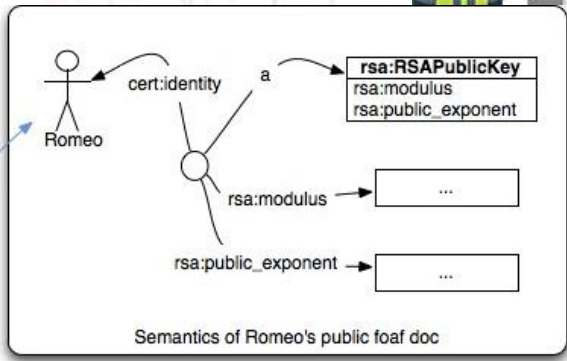 rsa:RSAPublicKey
cert:identity
a
rsa:modulus
rsa:public_exponent
Romeo
rsa:modulus
...
rsa:public_exponent
...
Semantics of Romeo's public foaf doc